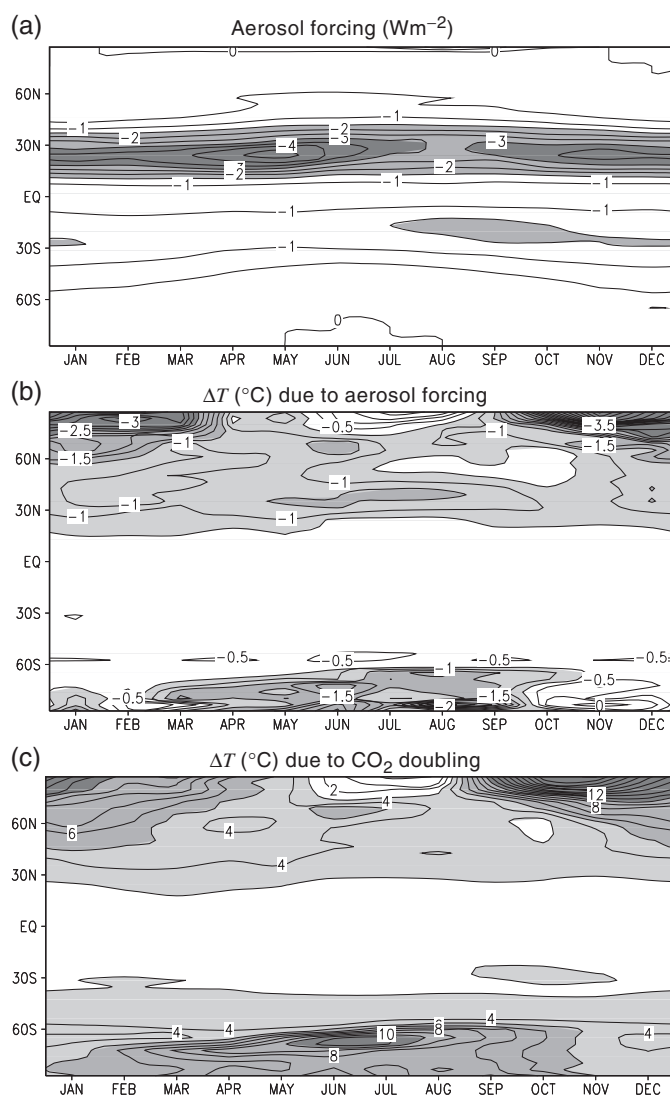 (a) Aerosol forcing (Wm−2)
0 0
60N
−1 −1
−2 −2
−3
30N −4 −3
−3
−2 −2
−1 −1 −1
EQ
−1 −1
30S
−1
60S
0
JAN FEB MAR APR MAY JUN JUL AUG SEP OCT NOV DEC
(b) ΔT (°C) due to aerosol forcing
−3 −0.5 −3.5
−2.5 −1 −1
−1.5 −1.5
60N
−1
−1
30N
−1 −1
EQ
30S
−0.5 −0.5 −0.5 −0.5
60S
−1
−0.5
−0.5 −1.5 −1.5
−2 0
JAN FEB MAR APR MAY JUN JUL AUG SEP OCT NOV DEC
(c) ΔT (°C) due to CO2 doubling
2 12
4 8
60N
6 4
4
30N
EQ
30S
4
60S
4 4 10 8 4
8
JAN FEB MAR APR MAY JUN JUL AUG SEP OCT NOV DEC